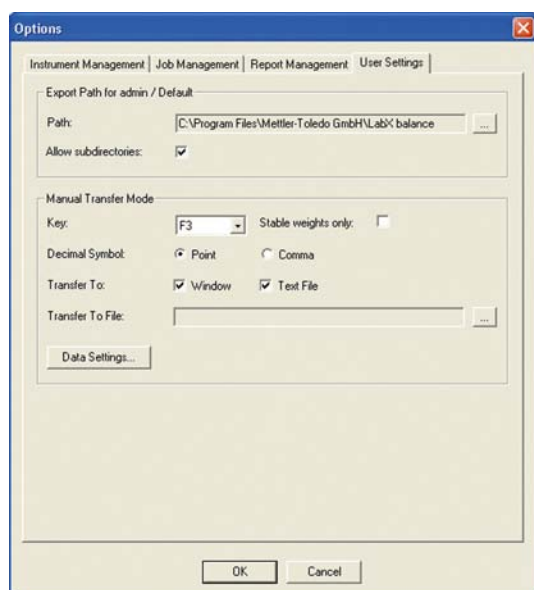 Options
Instrument Management Job Management Report Management User Settings
Export Path for admin / Default
Path: C:\Program Files\Mettler-Toledo GmbH\LabX balance ...
Allow subdirectories:
Manual Transfer Mode
Key: F3 Stable weights only:
Decimal Symbol: Point Comma
Transfer To: Window Text File
Transfer To File: ...
Data Settings...
OK Cancel